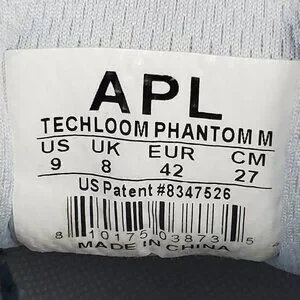 APL
TECHLOOM PHANTOM M
US UK EUR CM
9 8 42 27
US Patent #8347526
8 10175 03873 5
MADE IN CHINA